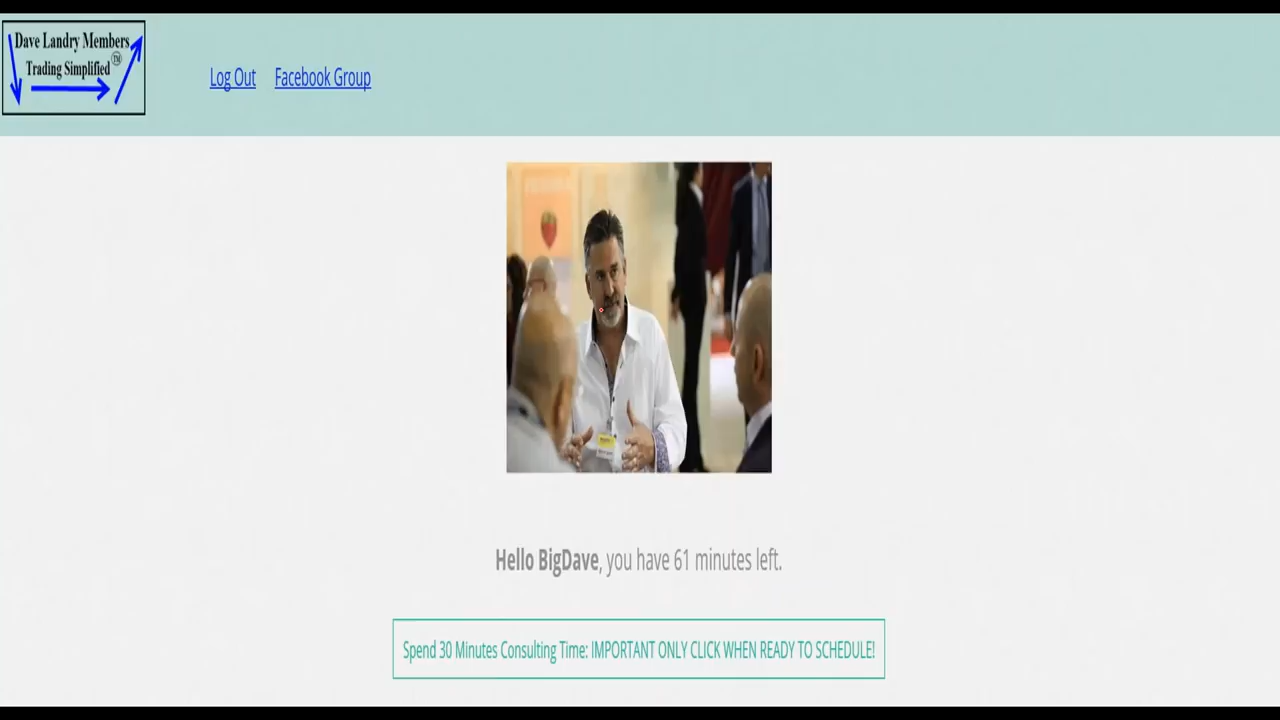 Dave Landry Members
Trading Simplified TM
Log Out Facebook Group
Hello BigDave, you have 61 minutes left.
Spend 30 Minutes Consulting Time: IMPORTANT ONLY CLICK WHEN READY TO SCHEDULE!